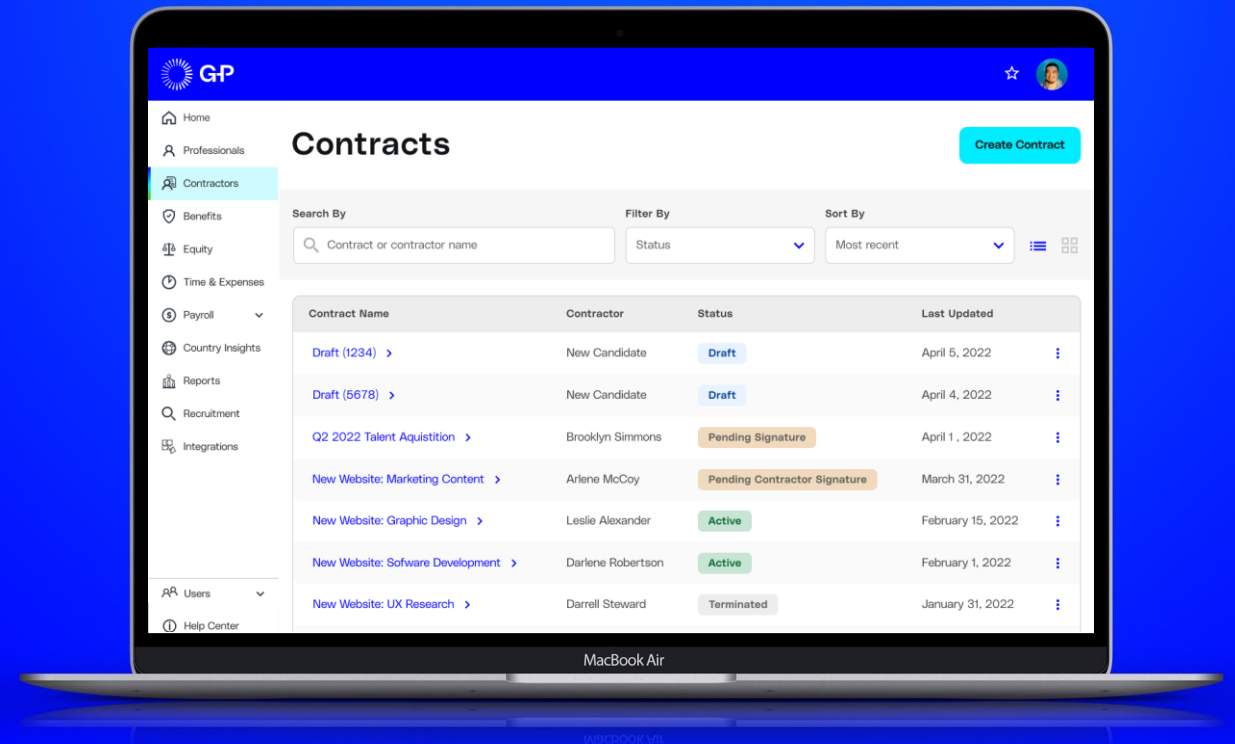 G-P
Home
Professionals
Contractors
Benefits
Equity
Time & Expenses
Payroll
Country Insights
Reports
Recruitment
Integrations
Users
Help Center
Contracts
Create Contract
Search By
Filter By
Sort By
Contract or contractor name
Status
Most recent
Contract Name Contractor Status Last Updated
Draft (1234) New Candidate Draft April 5, 2022
Draft (5678) New Candidate Draft April 4, 2022
Q2 2022 Talent Aquistition Brooklyn Simmons Pending Signature April 1 , 2022
New Website: Marketing Content Arlene McCoy Pending Contractor Signature March 31, 2022
New Website: Graphic Design Leslie Alexander Active February 15, 2022
New Website: Sofware Development Darlene Robertson Active February 1, 2022
New Website: UX Research Darrell Steward Terminated January 31, 2022
MacBook Air